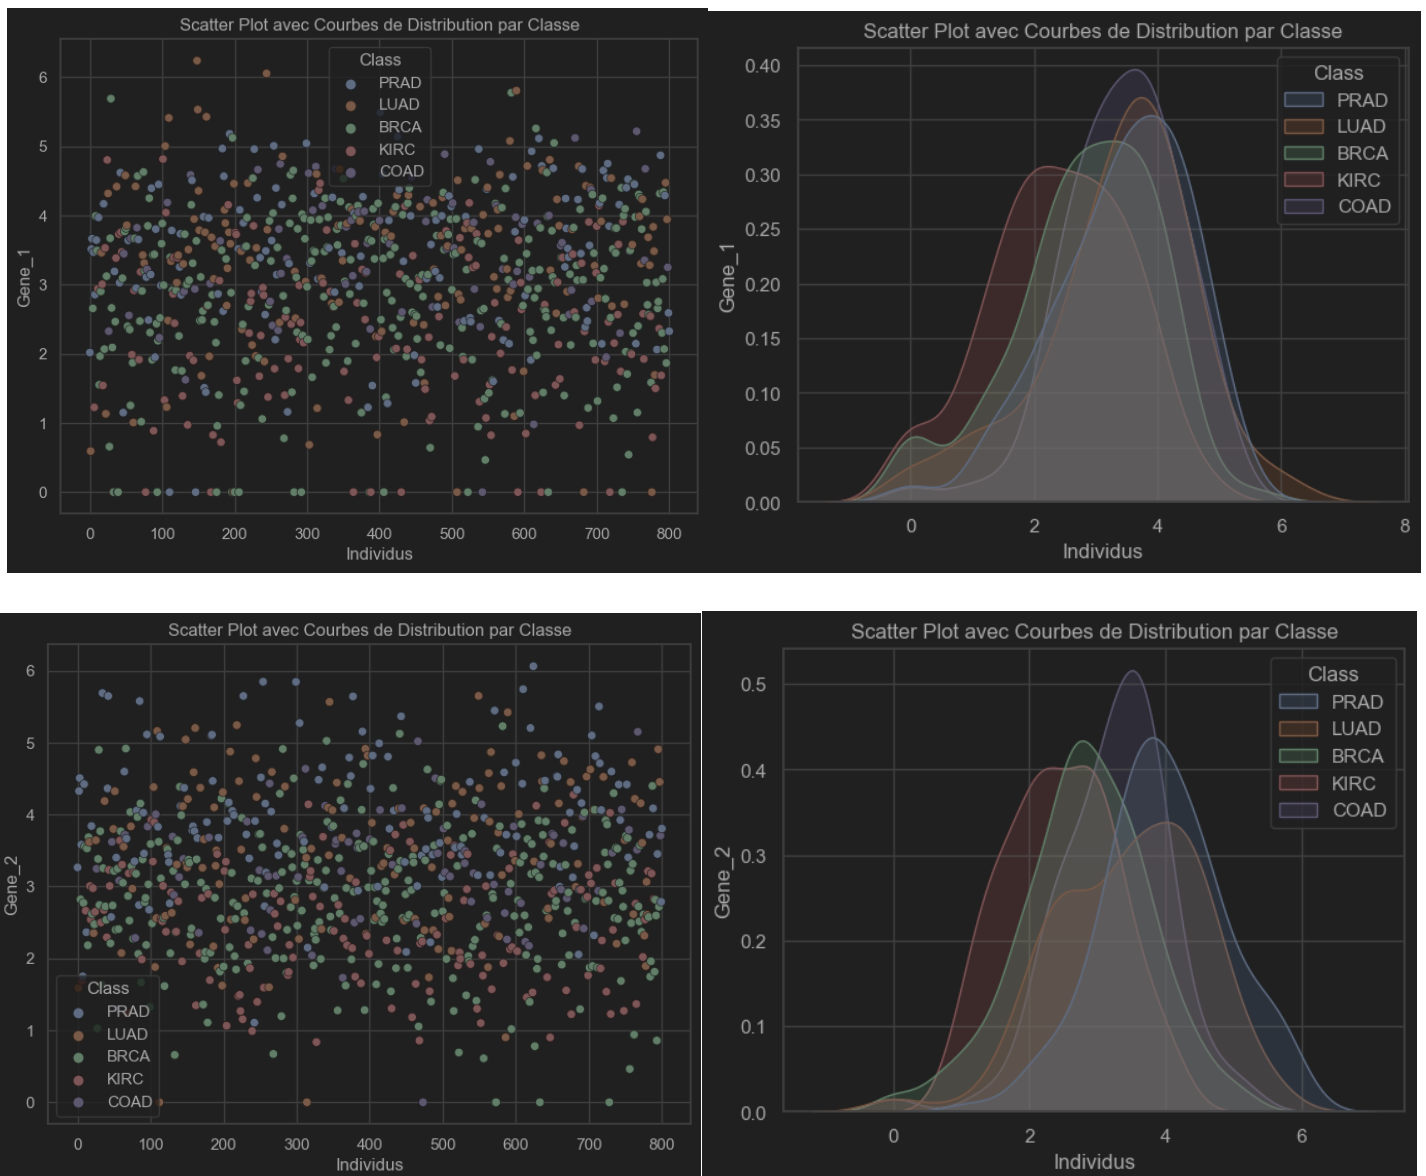 Scatter Plot avec Courbes de Distribution par Classe
Class
PRAD
LUAD
BRCA
KIRC
COAD
6
5
4
3
2
1
0
Gene_1
0
100
200
300
400
500
600
700
800
Individus
Scatter Plot avec Courbes de Distribution par Classe
Class
PRAD
LUAD
BRCA
KIRC
COAD
0.40
0.35
0.30
0.25
0.20
0.15
0.10
0.05
0.00
Gene_1
0
2
4
6
8
Individus
Scatter Plot avec Courbes de Distribution par Classe
6
5
4
3
2
1
0
Gene_2
Class
PRAD
LUAD
BRCA
KIRC
COAD
0
100
200
300
400
500
600
700
800
Individus
Scatter Plot avec Courbes de Distribution par Classe
Class
PRAD
LUAD
BRCA
KIRC
COAD
0.5
0.4
0.3
0.2
0.1
0.0
Gene_2
0
2
4
6
Individus